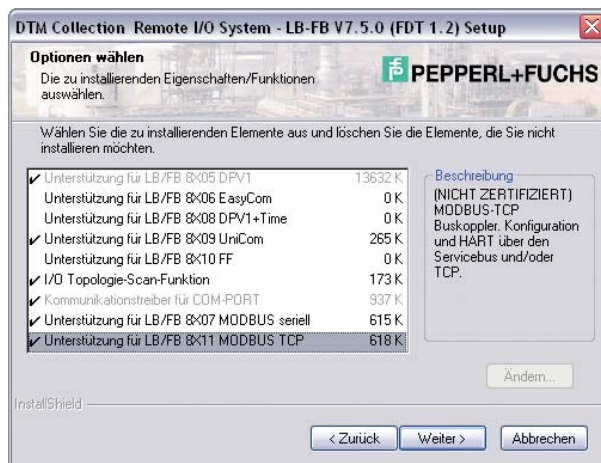 DTM Collection Remote I/O System - LB-FB V7.5.0 (FDT 1.2) Setup
Optionen wählen
Die zu installierenden Eigenschaften/Funktionen
auswählen.
PEPPERL+FUCHS
Wählen Sie die zu installierenden Elemente aus und löschen Sie die Elemente, die Sie nicht
installieren möchten.
Unterstützung für LB/FB 8X05 DPV1 13632 K
Unterstützung für LB/FB 8X06 EasyCom 0 K
Unterstützung für LB/FB 8X08 DPV1+Time 0 K
Unterstützung für LB/FB 8X09 UniCom 265 K
Unterstützung für LB/FB 8X10 FF 0 K
I/O Topologie-Scan-Funktion 173 K
Kommunikationstreiber für COM-PORT 937 K
Unterstützung für LB/FB 8X07 MODBUS seriell 615 K
Unterstützung für LB/FB 8X11 MODBUS TCP 618 K
Beschreibung
(NICHT ZERTIFIZIERT)
MODBUS-TCP
Buskoppler. Konfiguration
und HART über den
Servicebus und/oder
TCP.
Ändern...
InstallShield
< Zurück
Weiter >
Abbrechen